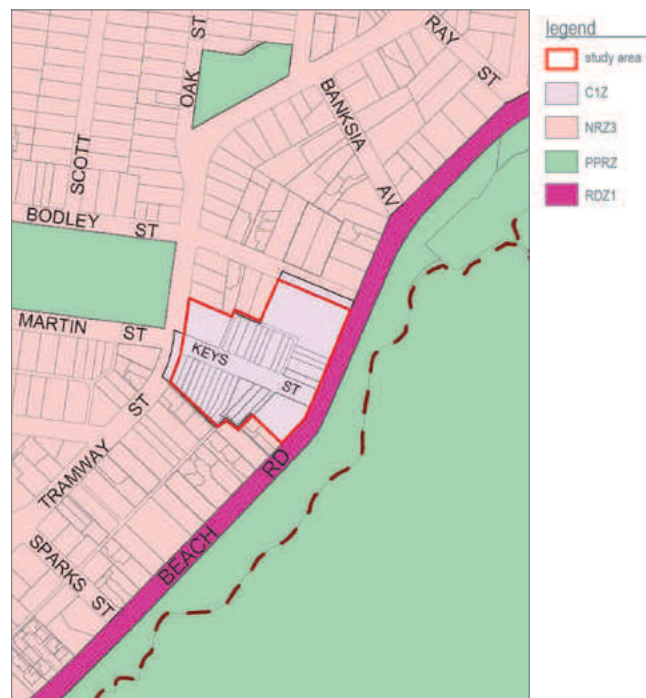 OAK ST
RAY ST
BANKSIA AV
SCOTT
BODLEY ST
MARTIN ST
KEYS ST
TRAMWAY ST
BEACH RD
SPARKS ST
legend
study area
C1Z
NRZ3
PPRZ
RDZ1